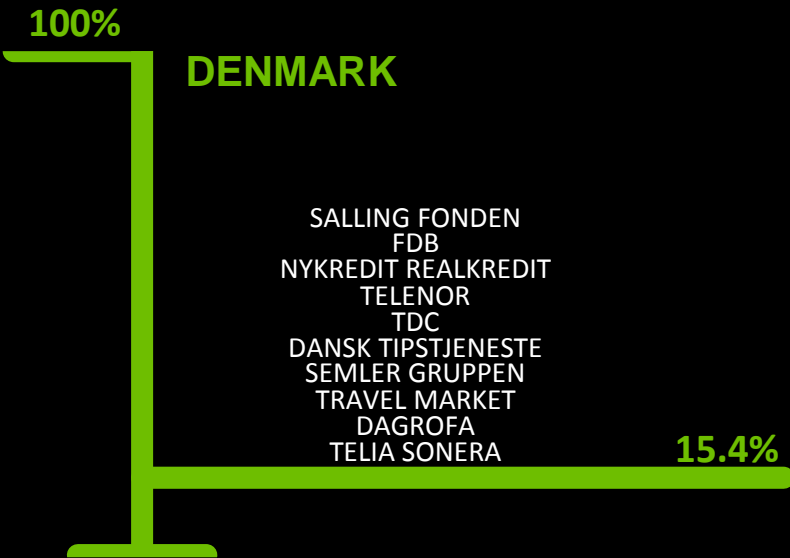 100%
DENMARK
SALLING FONDEN
FDB
NYKREDIT REALKREDIT
TELENOR
TDC
DANSK TIPSTJENESTE
SEMLER GRUPPEN
TRAVEL MARKET
DAGROFA
TELIA SONERA
15.4%